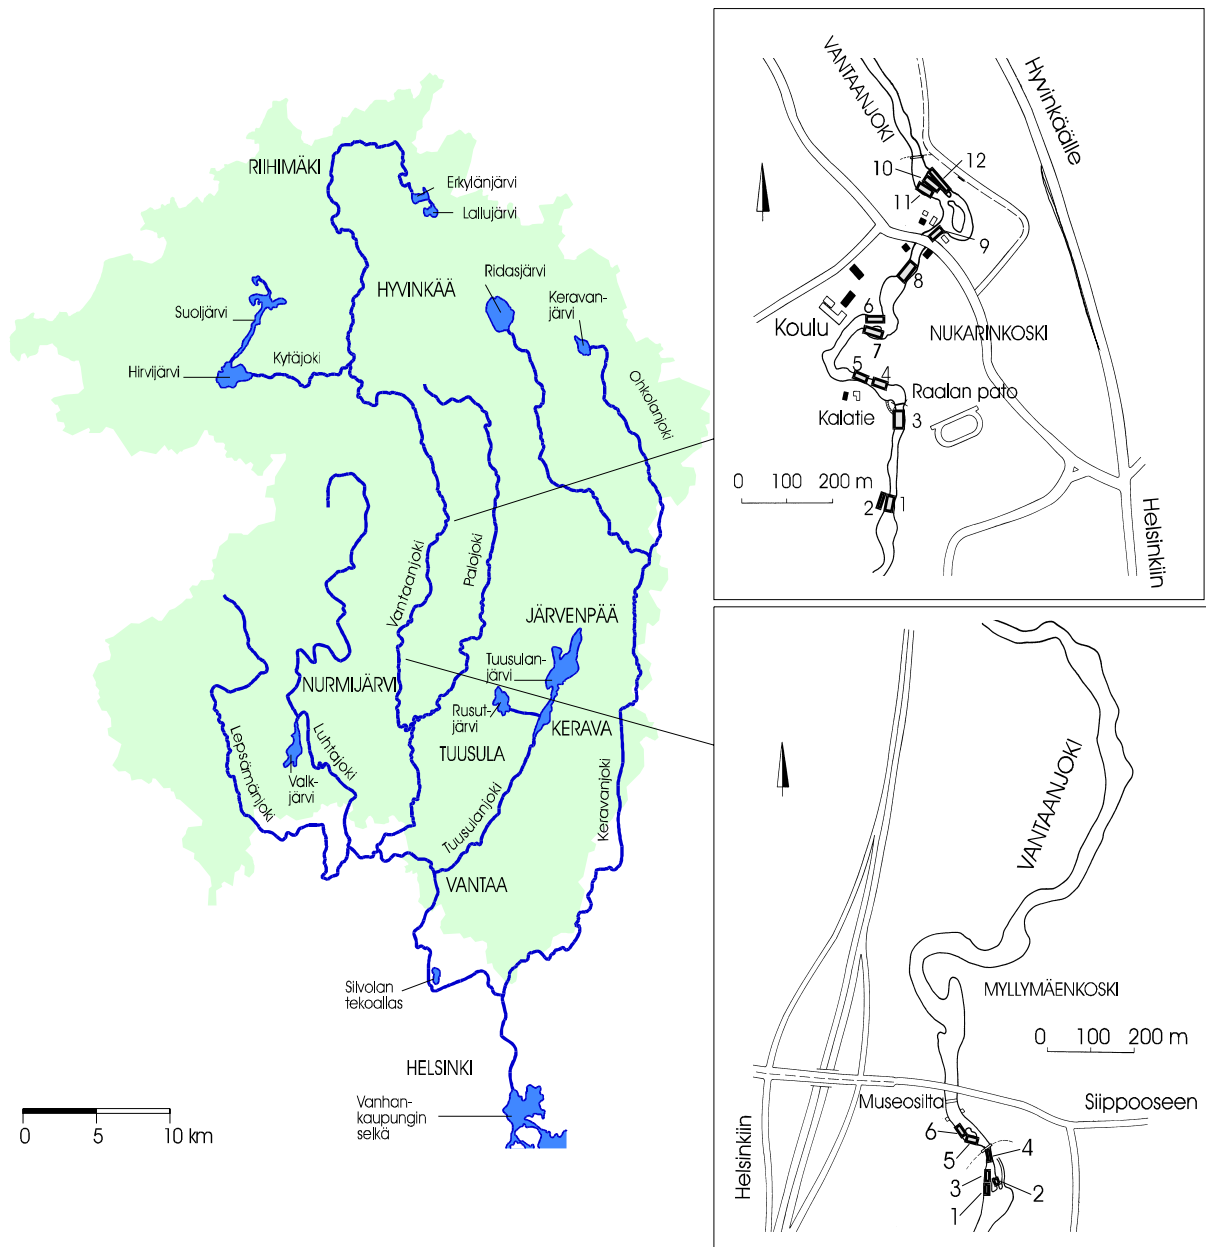 RIIHIMÄKI
Erkylänjärvi
Lallujärvi
HYVINKÄÄ
Ridasjärvi
Keravan-
järvi
Suoljärvi
Kytäjoki
Hirvijärvi
Ohkolanjoki
Vantaanjoki
Palojoki
JÄRVENPÄÄ
Tuusulan-
järvi
NURMIJÄRVI
Rusut-
järvi
KERAVA
TUUSULA
Lepsämänjoki
Luhtajoki
Valk-
järvi
Tuusulanjoki
Keravanjoki
VANTAA
Silvolan
tekoallas
HELSINKI
Vanhan-
kaupungin
selkä
0 5 10 km
VANTAANJOKI
Hyvinkäälle
10
12
11
9
8
6
Koulu
NUKARINKOSKI
7
5 4
Raalan pato
Kalatie
3
0 100 200 m
2 1
Helsinkiin
VANTAANJOKI
MYLLYMÄENKOSKI
0 100 200 m
Museosilta
Siippooseen
6
5
4
3
2
1
Helsinkiin